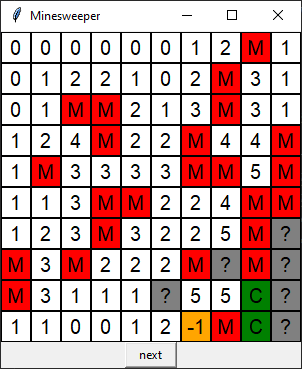 Minesweeper
0 0 0 0 0 0 1 2 M 1
0 1 2 2 1 0 2 M 3 1
0 1 M M 2 1 3 M 3 1
1 2 4 M 2 2 M 4 4 M
1 M 3 3 3 3 M M 5 M
1 1 3 M M 2 2 4 M M
1 2 3 M 3 2 2 5 M ?
M 3 M 2 2 2 M ? M ?
M 3 1 1 1 ? 5 5 C ?
1 1 0 0 1 2 -1 M C ?
next